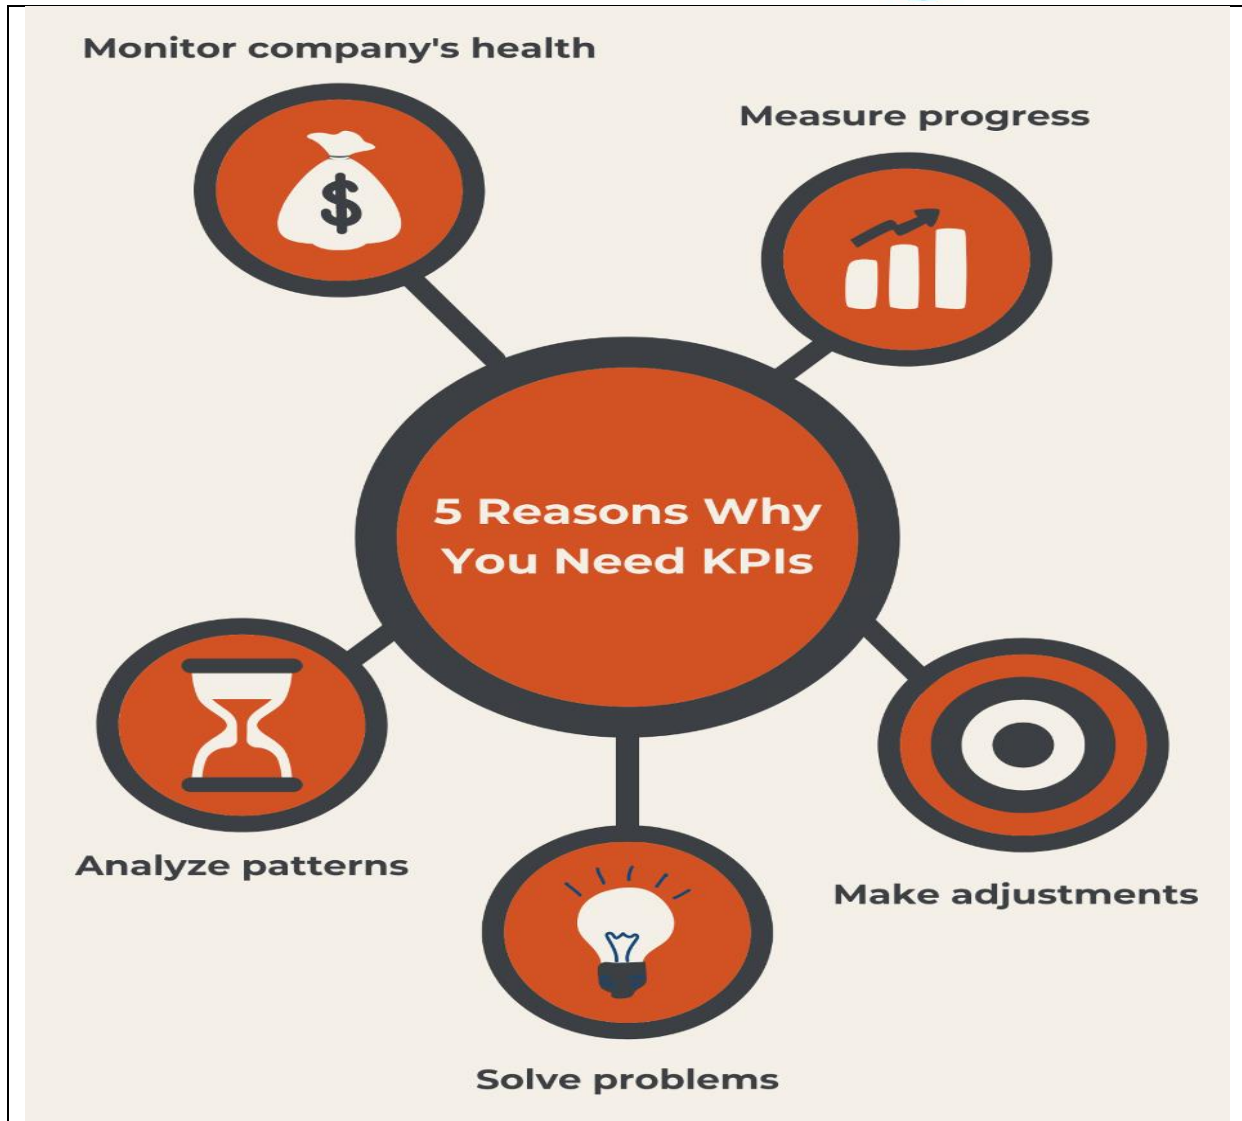 Monitor company's health
Measure progress
$
5 Reasons Why
You Need KPIs
Analyze patterns
Make adjustments
Solve problems